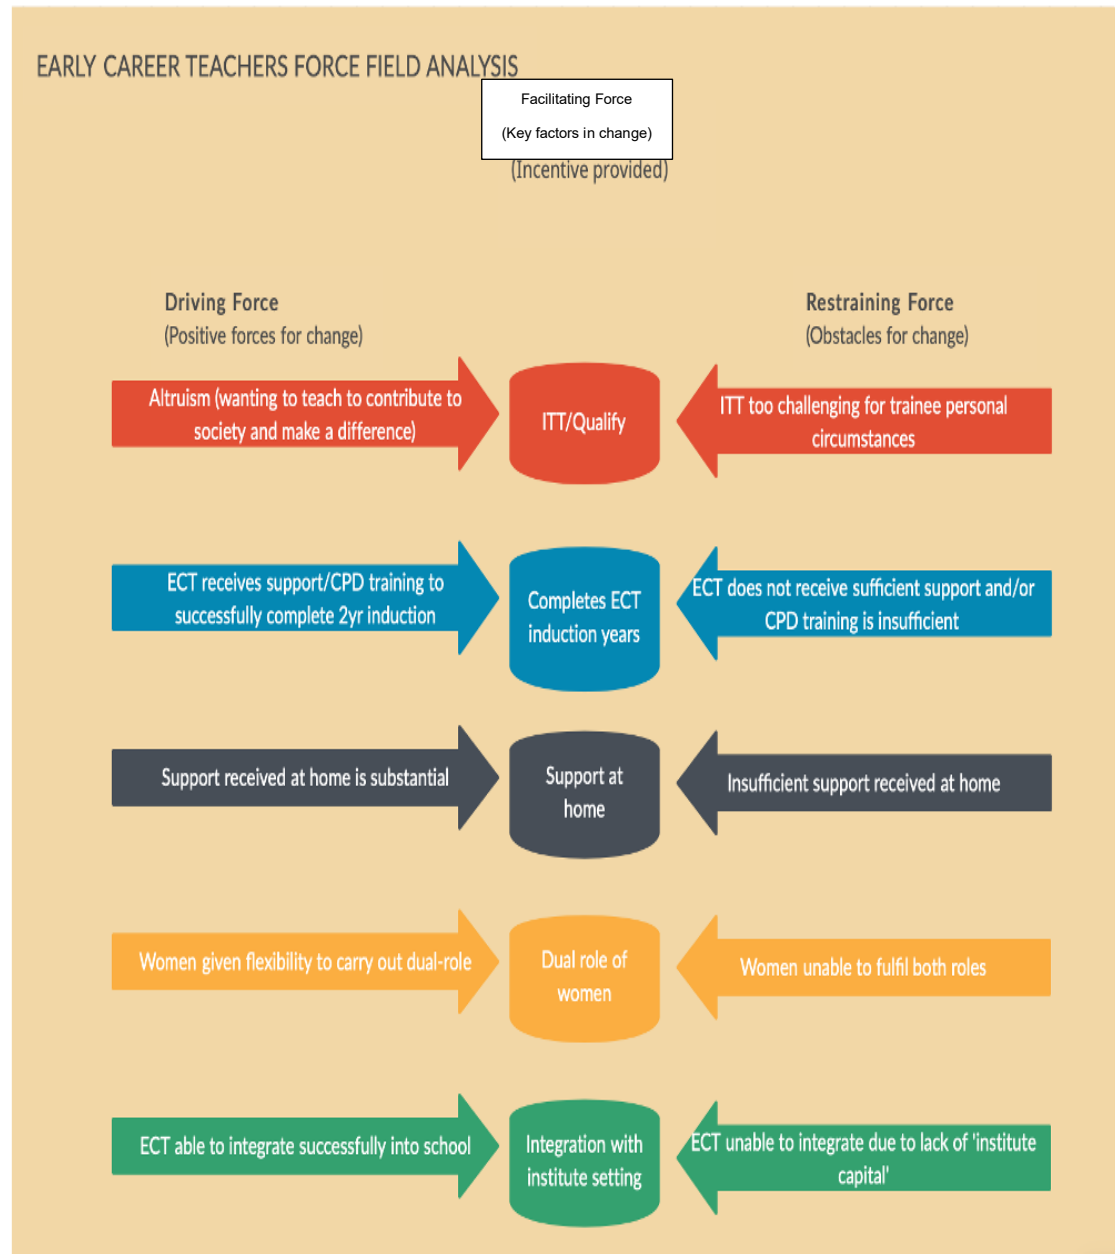 EARLY CAREER TEACHERS FORCE FIELD ANALYSIS
Facilitating Force
(Key factors in change)
(Incentive provided)
Driving Force
(Positive forces for change)
Restraining Force
(Obstacles for change)
Altruism (wanting to teach to contribute to
society and make a difference)
ITT/Qualify
ITT too challenging for trainee personal
circumstances
ECT receives support/CPD training to
successfully complete 2yr induction
Completes ECT
induction years
ECT does not receive sufficient support and/or
CPD training is insufficient
Support received at home is substantial
Support at
home
Insufficient support received at home
Women given flexibility to carry out dual-role
Dual role of
women
Women unable to fulfil both roles
ECT able to integrate successfully into school
Integration with
institute setting
ECT unable to integrate due to lack of 'institute
capital'